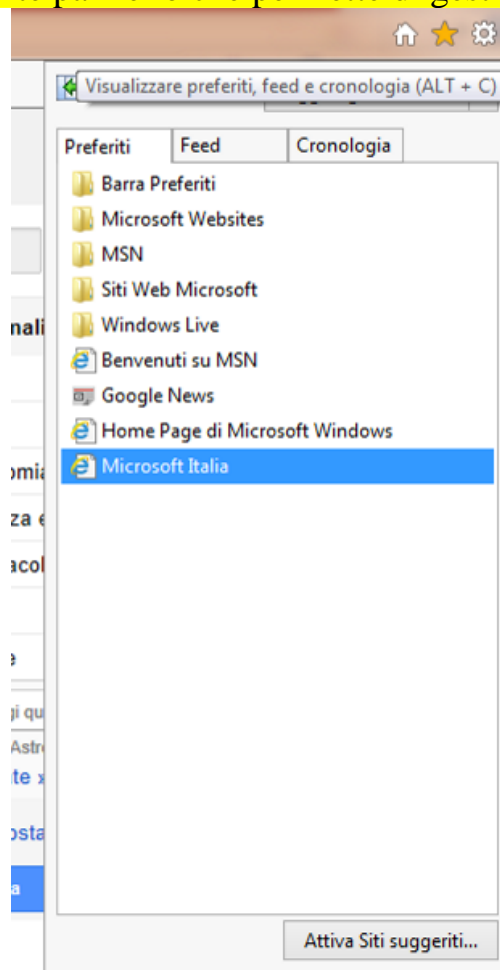 Visualizzare preferiti, feed e cronologia (ALT + C)
Preferiti Feed Cronologia
Barra Preferiti
Microsoft Websites
MSN
Siti Web Microsoft
Windows Live
Benvenuti su MSN
Google News
Home Page di Microsoft Windows
Microsoft Italia
Attiva Siti suggeriti...